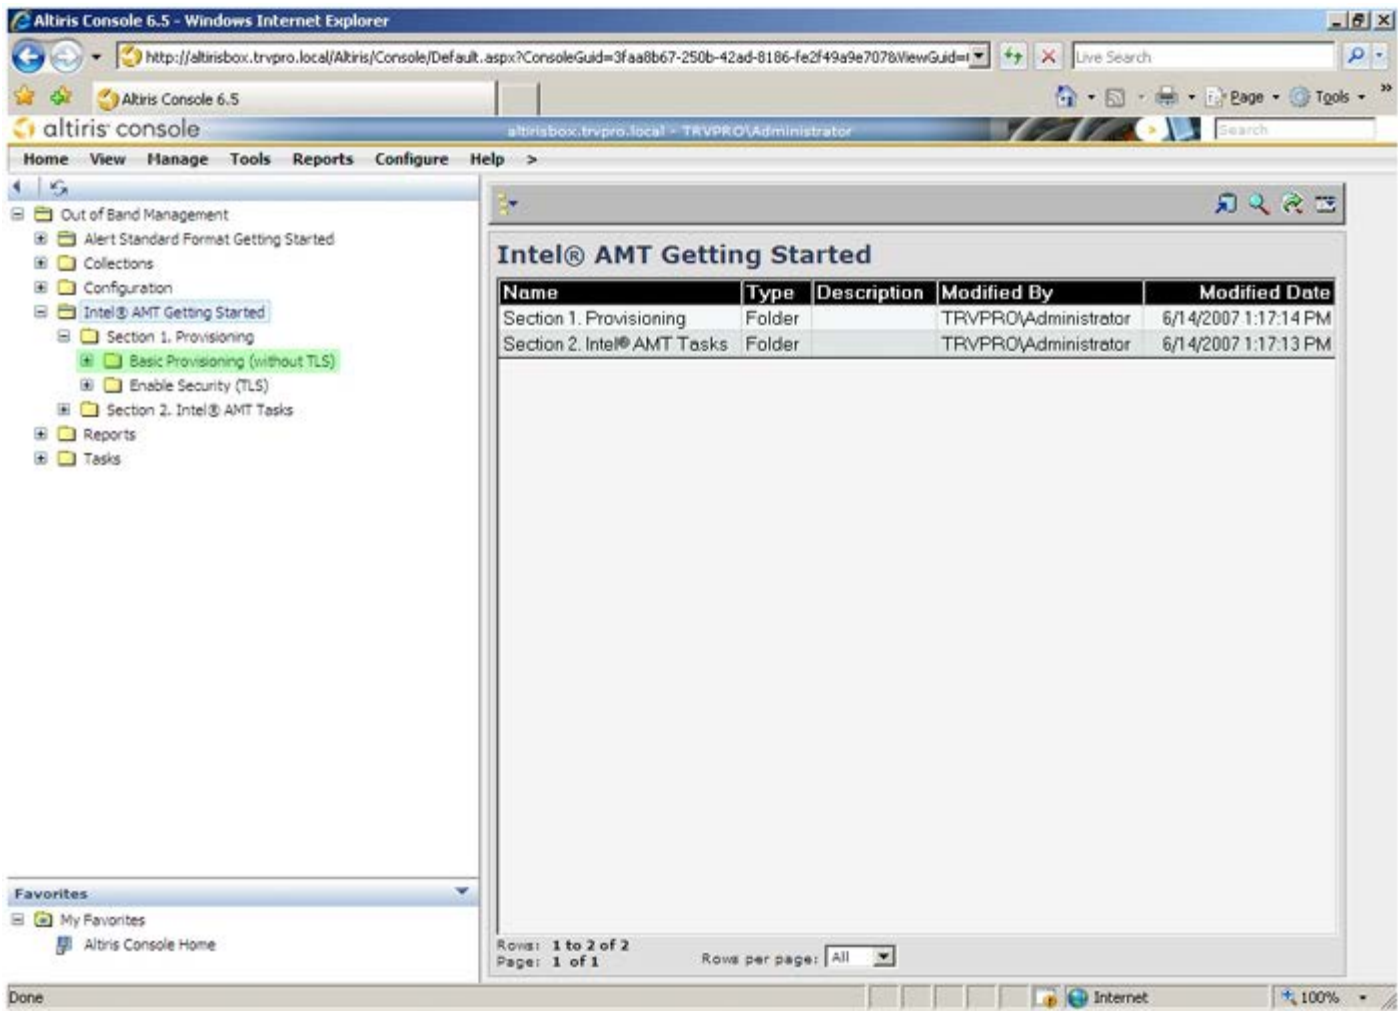 Altiris Console 6.5 - Windows Internet Explorer
http://altirisbox.trvpro.local/Altiris/Console/Default.aspx?ConsoleGuid=3faa8b67-250b-42ad-8186-fe2f49a9e707&ViewGuid=
Live Search
Altiris Console 6.5
Page
Tools
altiris console
altirisbox.trvpro.local - TRVPRO\Administrator
Search
Home View Manage Tools Reports Configure Help >
Out of Band Management
Alert Standard Format Getting Started
Collections
Configuration
Intel® AMT Getting Started
Section 1. Provisioning
Basic Provisioning (without TLS)
Enable Security (TLS)
Section 2. Intel® AMT Tasks
Reports
Tasks
Intel® AMT Getting Started
Name Type Description Modified By Modified Date
Section 1. Provisioning Folder TRVPRO\Administrator 6/14/2007 1:17:14 PM
Section 2. Intel® AMT Tasks Folder TRVPRO\Administrator 6/14/2007 1:17:13 PM
Favorites
My Favorites
Altiris Console Home
Rows: 1 to 2 of 2
Page: 1 of 1
Rows per page: All
Done
Internet
100%